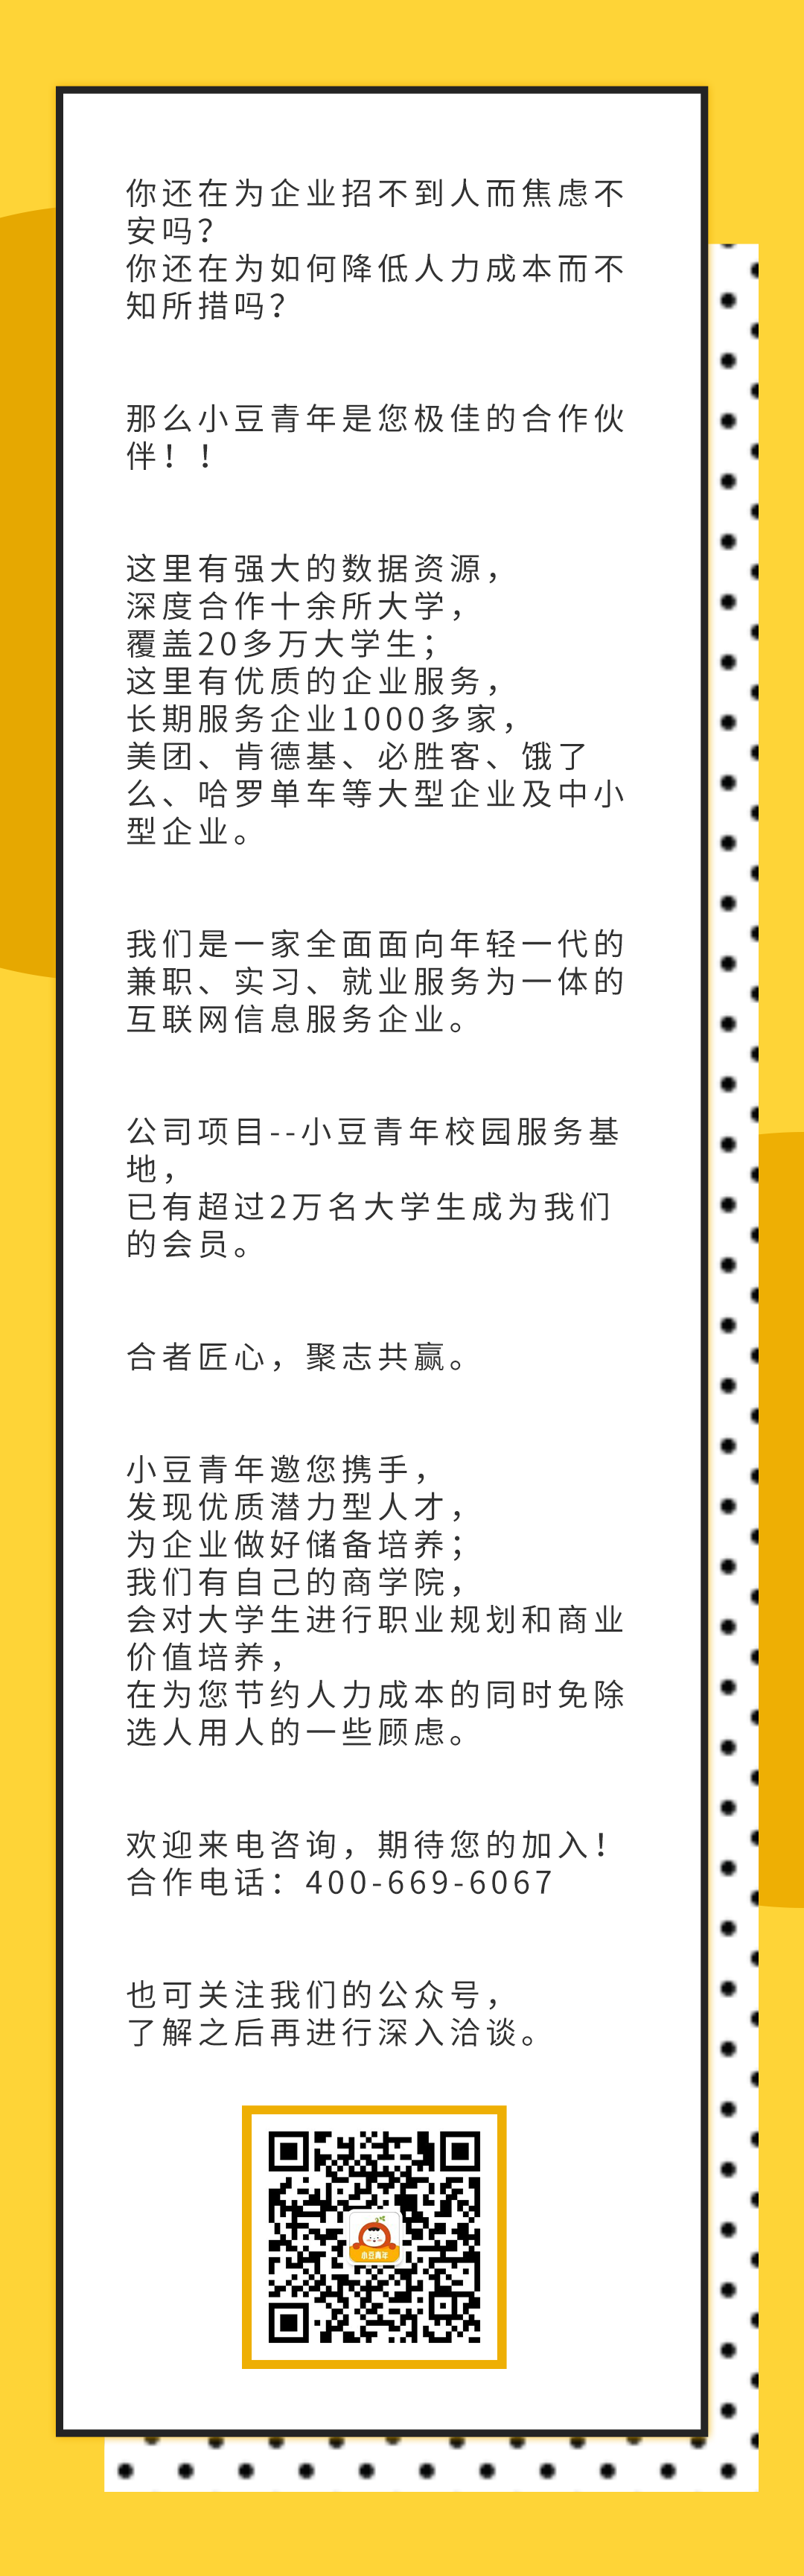 你还在为企业招不到人而焦虑不
安吗？
你还在为如何降低人力成本而不
知所措吗？
那么小豆青年是您极佳的合作伙
伴！！
这里有强大的数据资源，
深度合作十余所大学，
覆盖20多万大学生；
这里有优质的企业服务，
长期服务企业1000多家，
美团、肯德基、必胜客、饿了
么、哈罗单车等大型企业及中小
型企业。
我们是一家全面面向年轻一代的
兼职、实习、就业服务为一体的
互联网信息服务企业。
公司项目--小豆青年校园服务基
地，
已有超过2万名大学生成为我们
的会员。
合者匠心，聚志共赢。
小豆青年邀您携手，
发现优质潜力型人才，
为企业做好储备培养；
我们有自己的商学院，
会对大学生进行职业规划和商业
价值培养，
在为您节约人力成本的同时免除
选人用人的一些顾虑。
欢迎来电咨询，期待您的加入！
合作电话：400-669-6067
也可关注我们的公众号，
了解之后再进行深入洽谈。
小豆青年